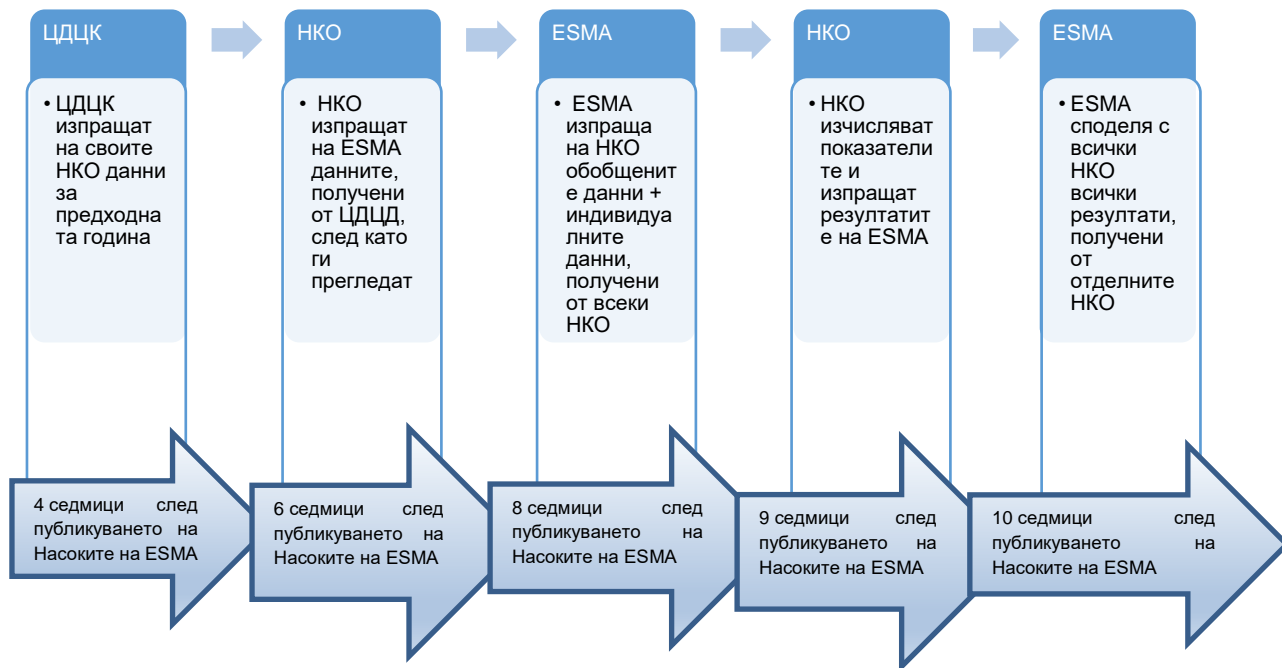 ЦДЦК
• ЦДЦК
изпращат
на своите
НКО данни
за
предходна
та година
НКО
• НКО
изпращат
на ESMA
данните,
получени
от ЦДЦД,
след като
ги
прегледат
ESMA
• ESMA
изпраща
на НКО
обобщенит
е данни +
индивидуа
лните
данни,
получени
от всеки
НКО
НКО
• НКО
изчисляват
показатели
те и
изпращат
резултатит
е на ESMA
ESMA
• ESMA
споделя с
всички
НКО
всички
резултати,
получени
от
отделните
НКО
4 седмици след
публикуването на
Насоките на ESMA
6 седмици след
публикуването на
Насоките на ESMA
8 седмици след
публикуването на
Насоките на ESMA
9 седмици след
публикуването на
Насоките на ESMA
10 седмици след
публикуването на
Насоките на ESMA